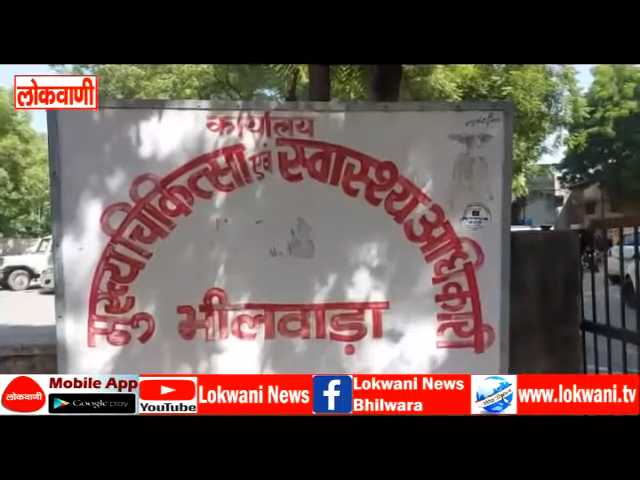 लोकवाणी
कार्यालय
मुख्य चिकित्सा एवं स्वास्थ्य अधिकारी
भीलवाड़ा
लोकवाणी
Mobile App
Google play
YouTube
Lokwani News
Lokwani News
Bhilwara
www.lokwani.tv